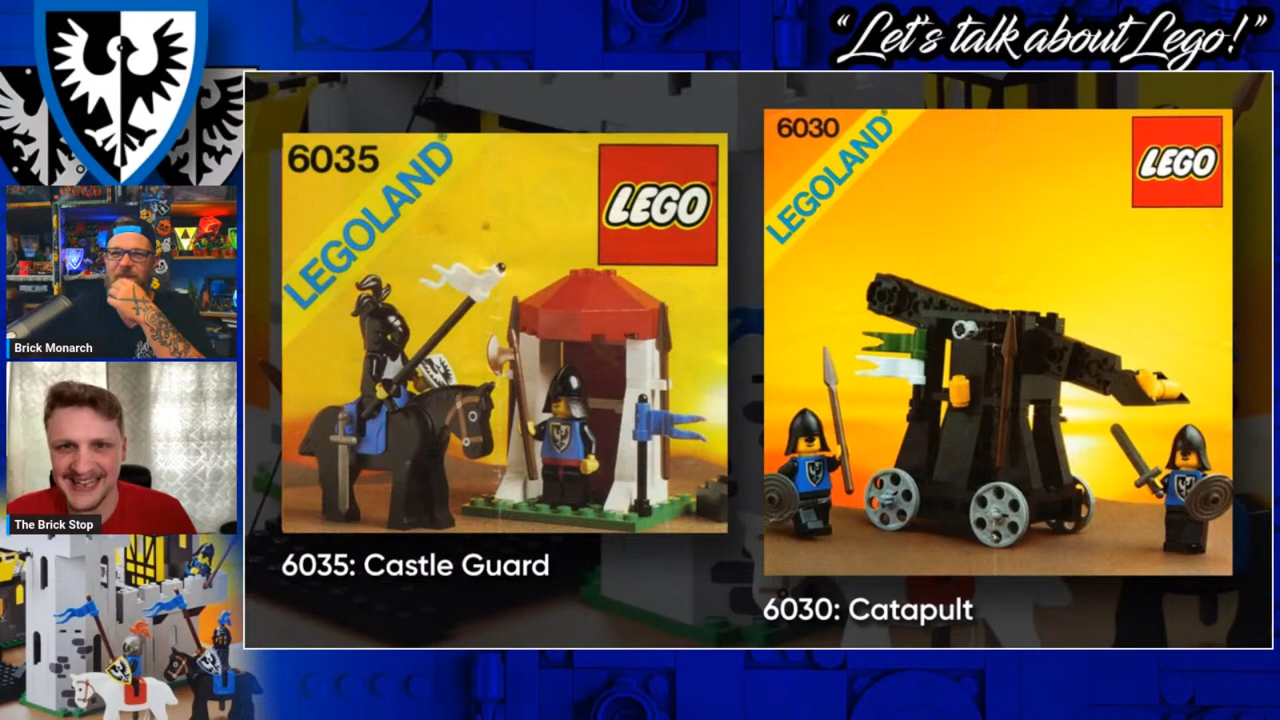 “Let's talk about Lego!”
6035
LEGOLAND®
LEGO
6030
LEGOLAND®
LEGO
Brick Monarch
The Brick Stop
6035: Castle Guard
6030: Catapult